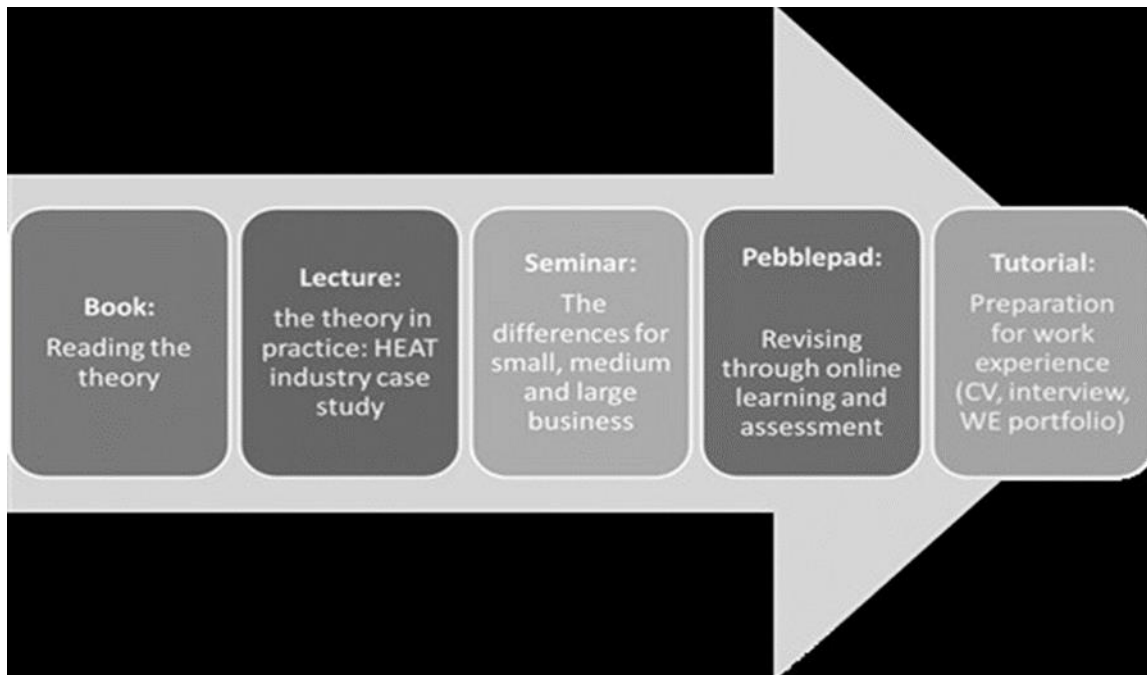 Book:
Reading the
theory
Lecture:
the theory in
practice: HEAT
industry case
study
Seminar:
The
differences for
small, medium
and large
business
Pebblepad:
Revising
through online
learning and
assessment
Tutorial:
Preparation
for work
experience
(CV, interview,
WE portfolio)